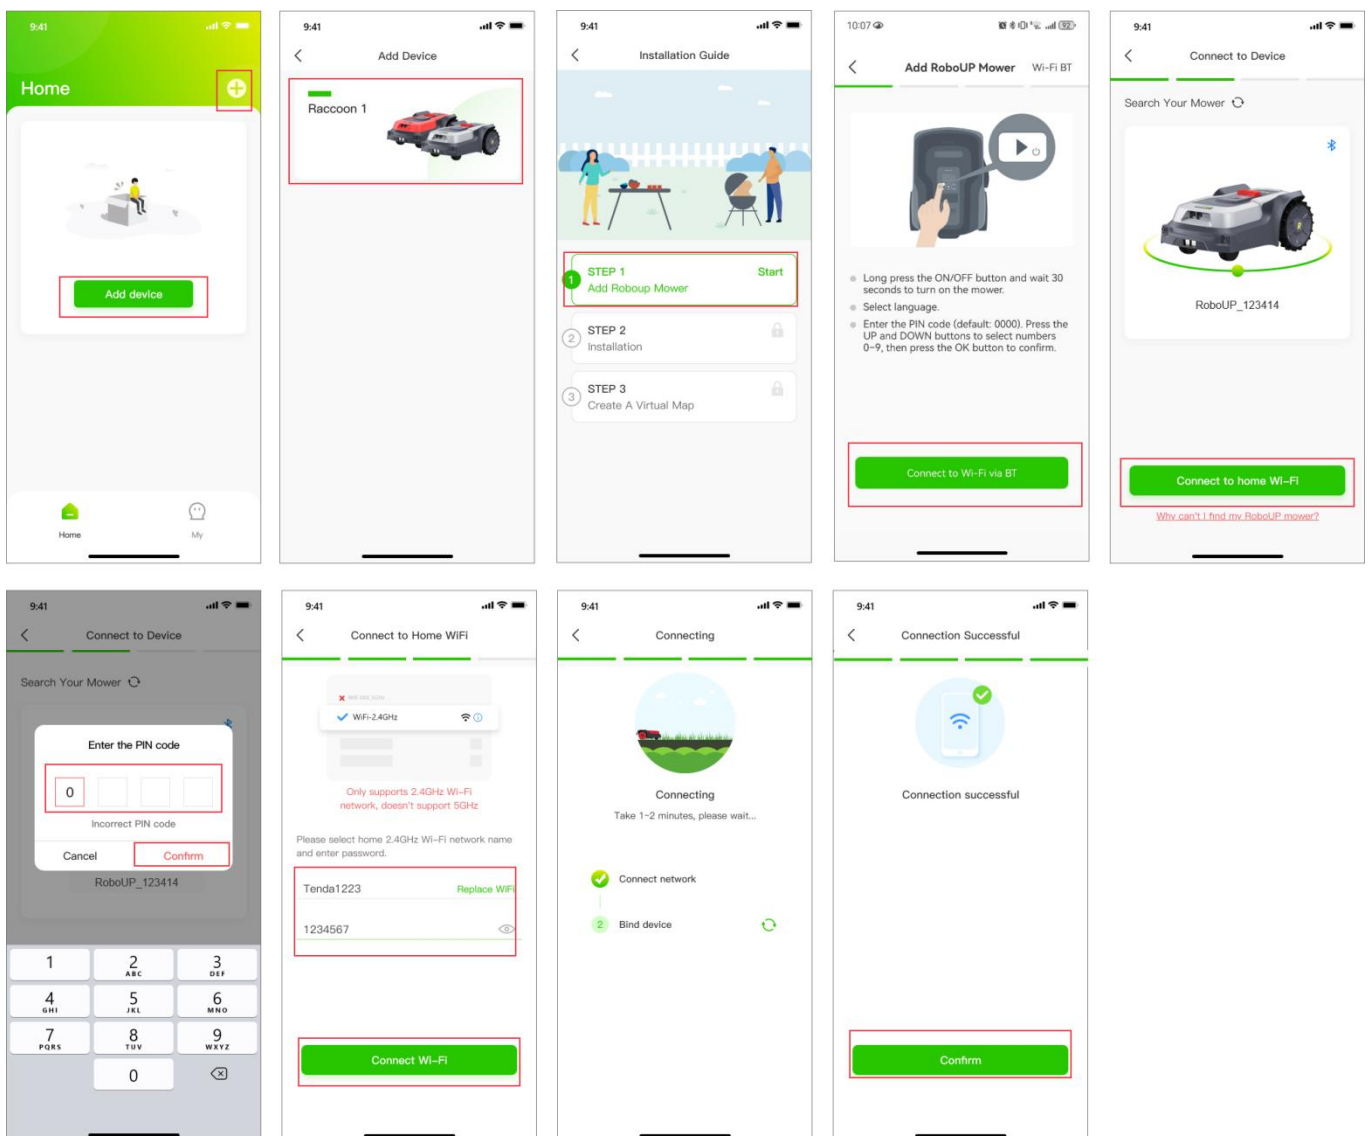 9:41
Home
Add device
Home
My
9:41
Add Device
Raccoon 1
9:41
Installation Guide
1
STEP 1
Start
Add Roboup Mower
2
STEP 2
Installation
3
STEP 3
Create A Virtual Map
10:07
92
Add RoboUP Mower
Wi-Fi BT
Long press the ON/OFF button and wait 30
seconds to turn on the mower.
Select language.
Enter the PIN code (default: 0000). Press the
UP and DOWN buttons to select numbers
0-9, then press the OK button to confirm.
Connect to Wi-Fi via BT
9:41
Connect to Device
Search Your Mower
RoboUP_123414
Connect to home Wi-Fi
Why can't I find my RoboUP mower?
9:41
Connect to Device
Search Your Mower
Enter the PIN code
0
Incorrect PIN code
Cancel
Confirm
RoboUP_123414
1
2
ABC
3
DEF
4
GHI
5
JKL
6
MNO
7
PQRS
8
TUV
9
WXYZ
0
9:41
Connect to Home WiFi
WiFi-2.4GHz
Only supports 2.4GHz Wi-Fi
network, doesn't support 5GHz
Please select home 2.4GHz Wi-Fi network name
and enter password.
Tenda1223
Replace WiFi
1234567
Connect Wi-Fi
9:41
Connecting
Connecting
Take 1-2 minutes, please wait...
Connect network
2
Bind device
9:41
Connection Successful
Connection successful
Confirm